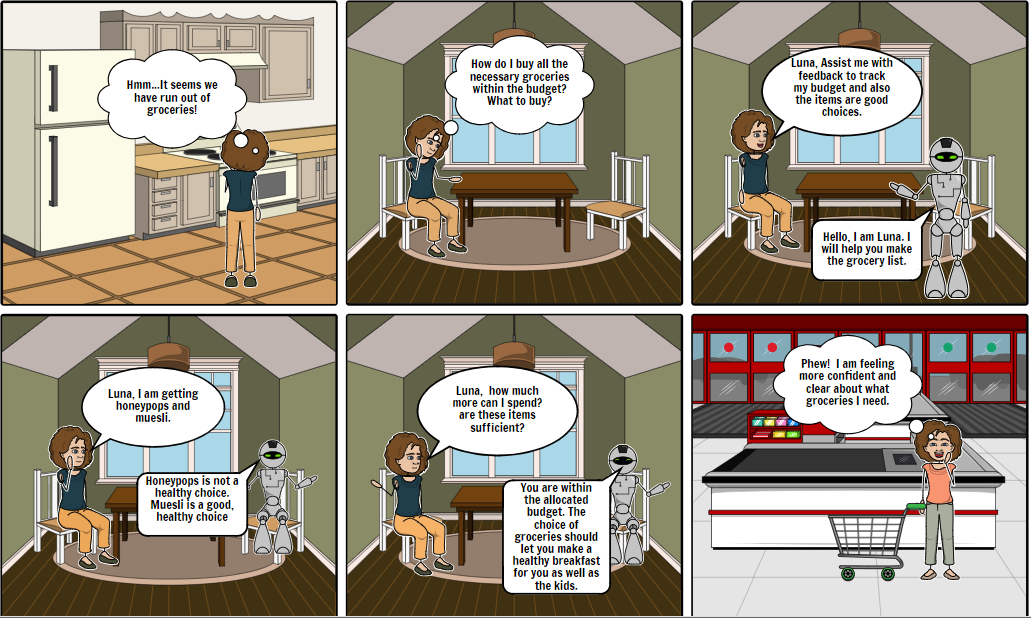 Hmm...It seems we
have run out of
groceries!
How do I buy all the
necessary groceries
within the budget?
What to buy?
Luna, Assist me with
feedback to track
my budget and also
the items are good
choices.
Hello, I am Luna. I
will help you make
the grocery list.
Luna, I am getting
honeypops and
muesli.
Honeypops is not a
healthy choice.
Muesli is a good,
healthy choice
Luna,  how much
more can I spend?
are these items
sufficient?
You are within
the allocated
budget. The
choice of
groceries should
let you make a
healthy breakfast
for you as well as
the kids.
Phew!  I am feeling
more confident and
clear about what
groceries I need.